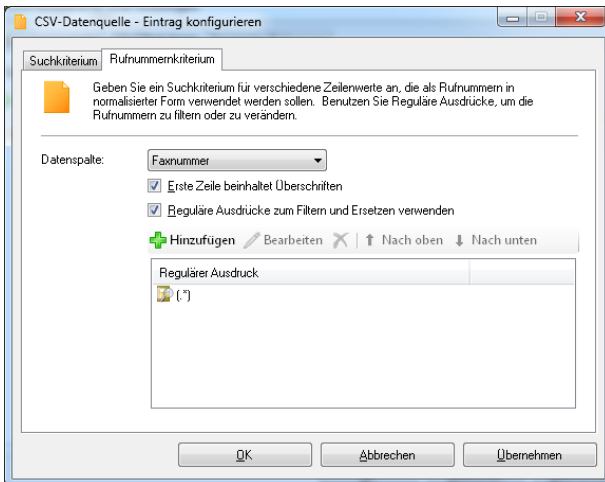 CSV-Datenquelle - Eintrag konfigurieren
Suchkriterium Rufnummernkriterium
Geben Sie ein Suchkriterium für verschiedene Zeilenwerte an, die als Rufnummern in
normalisierter Form verwendet werden sollen. Benutzen Sie Reguläre Ausdrücke, um die
Rufnummern zu filtern oder zu verändern.
Datenspalte: Faxnummer
Erste Zeile beinhaltet Überschriften
Reguläre Ausdrücke zum Filtern und Ersetzen verwenden
Hinzufügen Bearbeiten Nach oben Nach unten
Regulärer Ausdruck
(.*)
OK Abbrechen Übernehmen